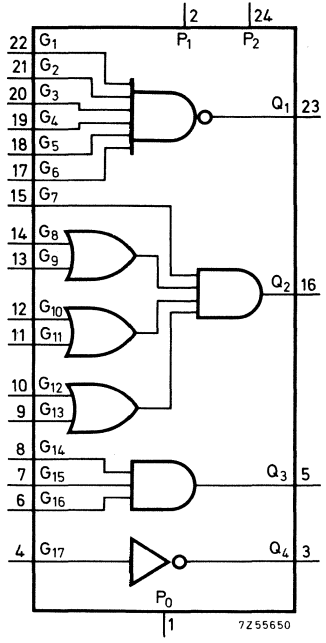 2 24
P1 P2
22 G1
21 G2
20 G3
19 G4
18 G5
17 G6
Q1 23
15 G7
14 G8
13 G9
Q2 16
12 G10
11 G11
10 G12
9 G13
8 G14
7 G15
6 G16
Q3 5
4 G17
Q4 3
P0
1
7Z55650